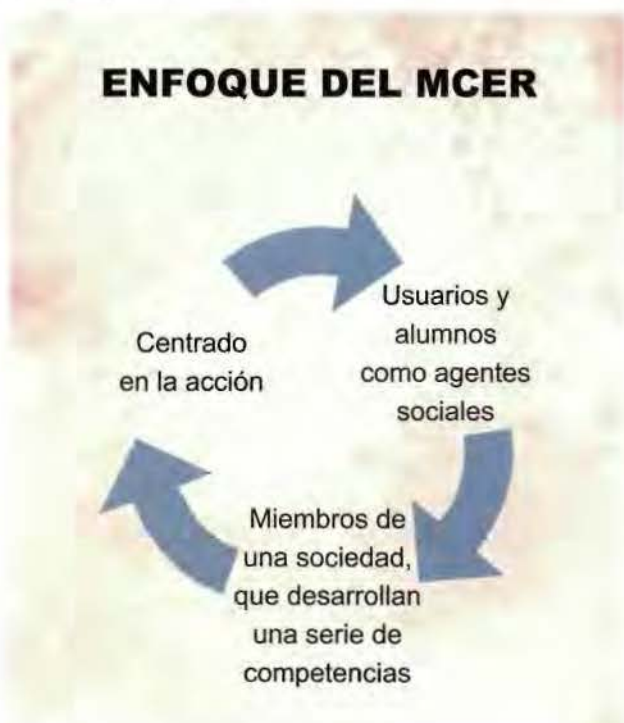 ENFOQUE DEL MCER
Centrado
en la acción
Usuarios y
alumnos
como agentes
sociales
Miembros de
una sociedad,
que desarrollan
una serie de
competencias